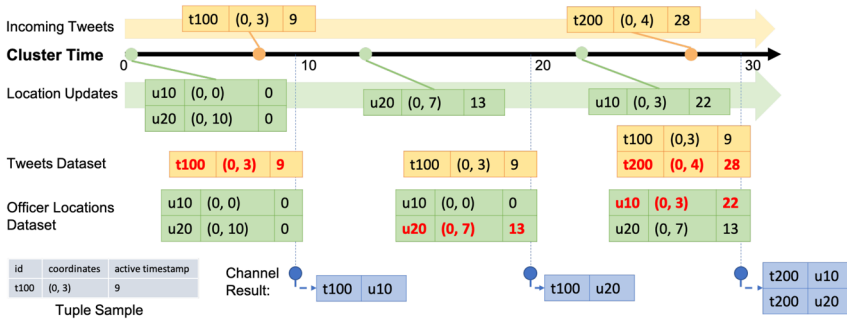 Incoming Tweets
t100 (0, 3) 9
t200 (0, 4) 28
Cluster Time
0 10 20 30
Location Updates
u10 (0, 0) 0
u20 (0, 10) 0
u20 (0, 7) 13
u10 (0, 3) 22
Tweets Dataset
t100 (0, 3) 9
t100 (0, 3) 9
t100 (0,3) 9
t200 (0, 4) 28
Officer Locations
Dataset
u10 (0, 0) 0
u20 (0, 10) 0
u10 (0, 0) 0
u20 (0, 7) 13
u10 (0, 3) 22
u20 (0, 7) 13
id coordinates active timestamp
t100 (0, 3) 9
Tuple Sample
Channel
Result:
t100 u10
t100 u20
t200 u10
t200 u20